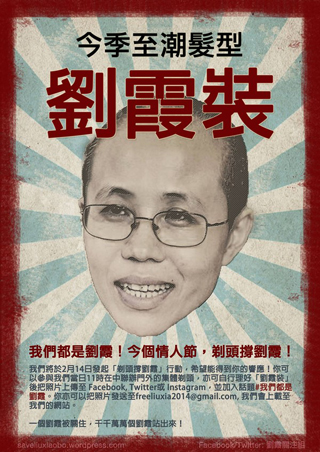 今季至潮髮型
劉霞裝
我們都是劉霞！今個情人節，剃頭撐劉霞！
我們將於2月14日發起「剃頭撐劉霞」行動，希望能得到你的響應！你可
以參與我們當日11時在中聯辦門外的集體剃頭，亦可自行理好「劉霞裝」
後把照片上傳至 Facebook, Twitter或 Instagram，並加入話題#我們都是
劉霞。你亦可以把照片發送至freeliuxia2014@gmail.com, 我們會上載至
我們的網站。
一個劉霞被關住，千千萬萬個劉霞站出來！
saveliuxiaobo.wordpress.com
Facebook/Twitter: 劉霞關注組